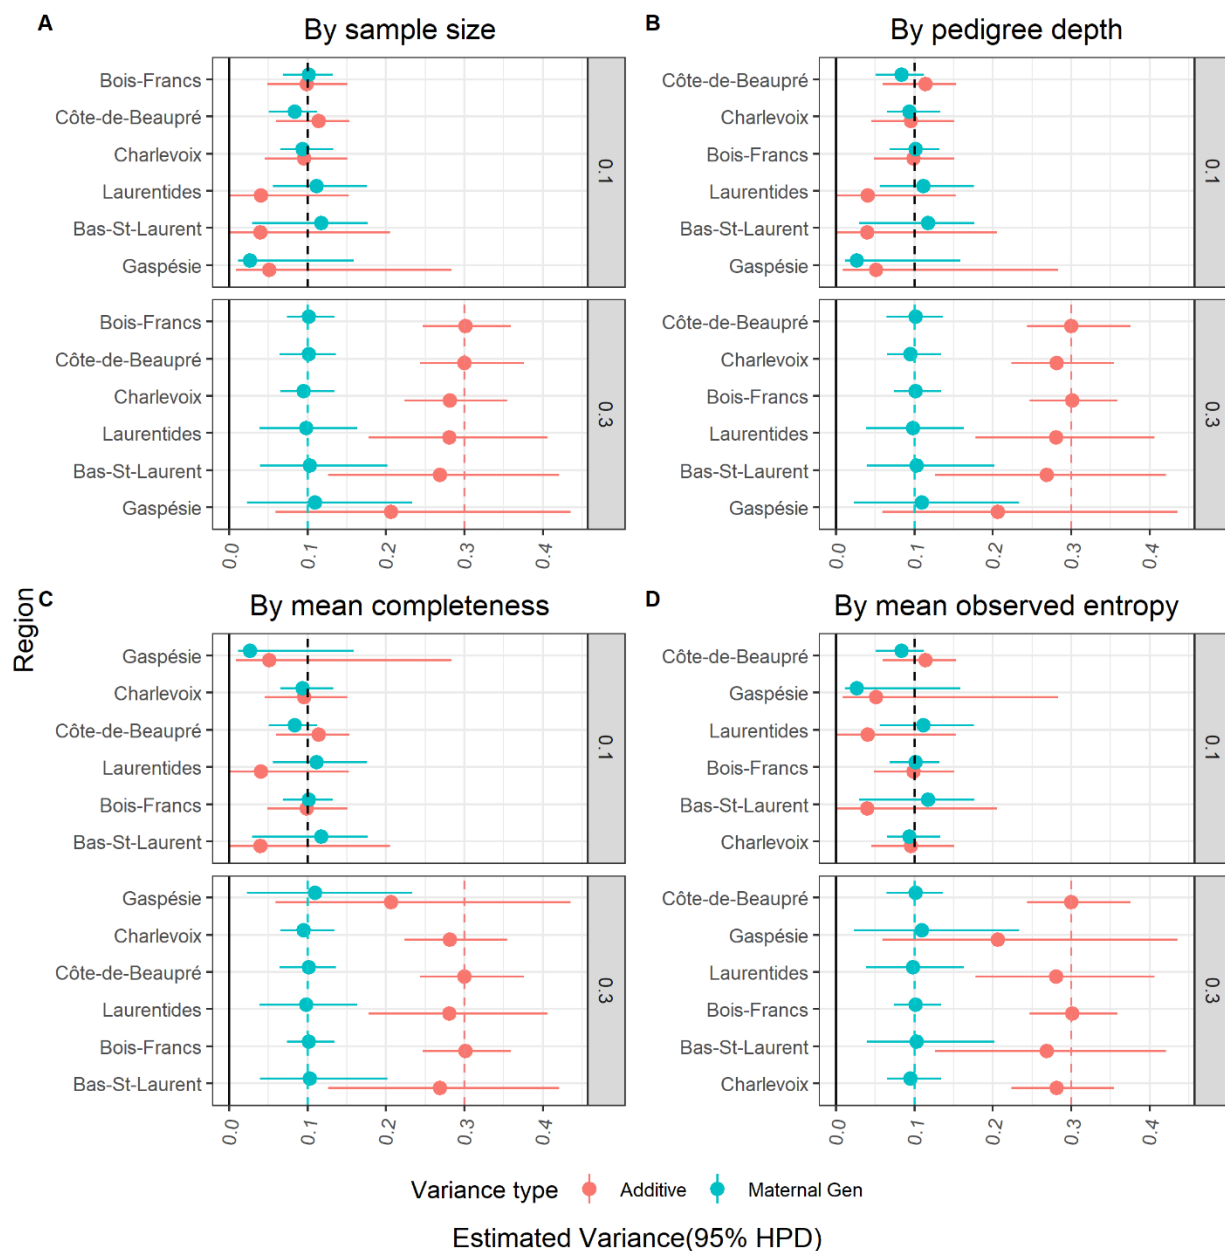 A
By sample size
Bois-Francs
Côte-de-Beaupré
Charlevoix
Laurentides
Bas-St-Laurent
Gaspésie
0.1
Bois-Francs
Côte-de-Beaupré
Charlevoix
Laurentides
Bas-St-Laurent
Gaspésie
0.3
0.0
0.1
0.2
0.3
0.4
B
By pedigree depth
Côte-de-Beaupré
Charlevoix
Bois-Francs
Laurentides
Bas-St-Laurent
Gaspésie
0.1
Côte-de-Beaupré
Charlevoix
Bois-Francs
Laurentides
Bas-St-Laurent
Gaspésie
0.3
0.0
0.1
0.2
0.3
0.4
Region
C
By mean completeness
Gaspésie
Charlevoix
Côte-de-Beaupré
Laurentides
Bois-Francs
Bas-St-Laurent
0.1
Gaspésie
Charlevoix
Côte-de-Beaupré
Laurentides
Bois-Francs
Bas-St-Laurent
0.3
0.0
0.1
0.2
0.3
0.4
D
By mean observed entropy
Côte-de-Beaupré
Gaspésie
Laurentides
Bois-Francs
Bas-St-Laurent
Charlevoix
0.1
Côte-de-Beaupré
Gaspésie
Laurentides
Bois-Francs
Bas-St-Laurent
Charlevoix
0.3
0.0
0.1
0.2
0.3
0.4
Variance type Additive Maternal Gen
Estimated Variance(95% HPD)